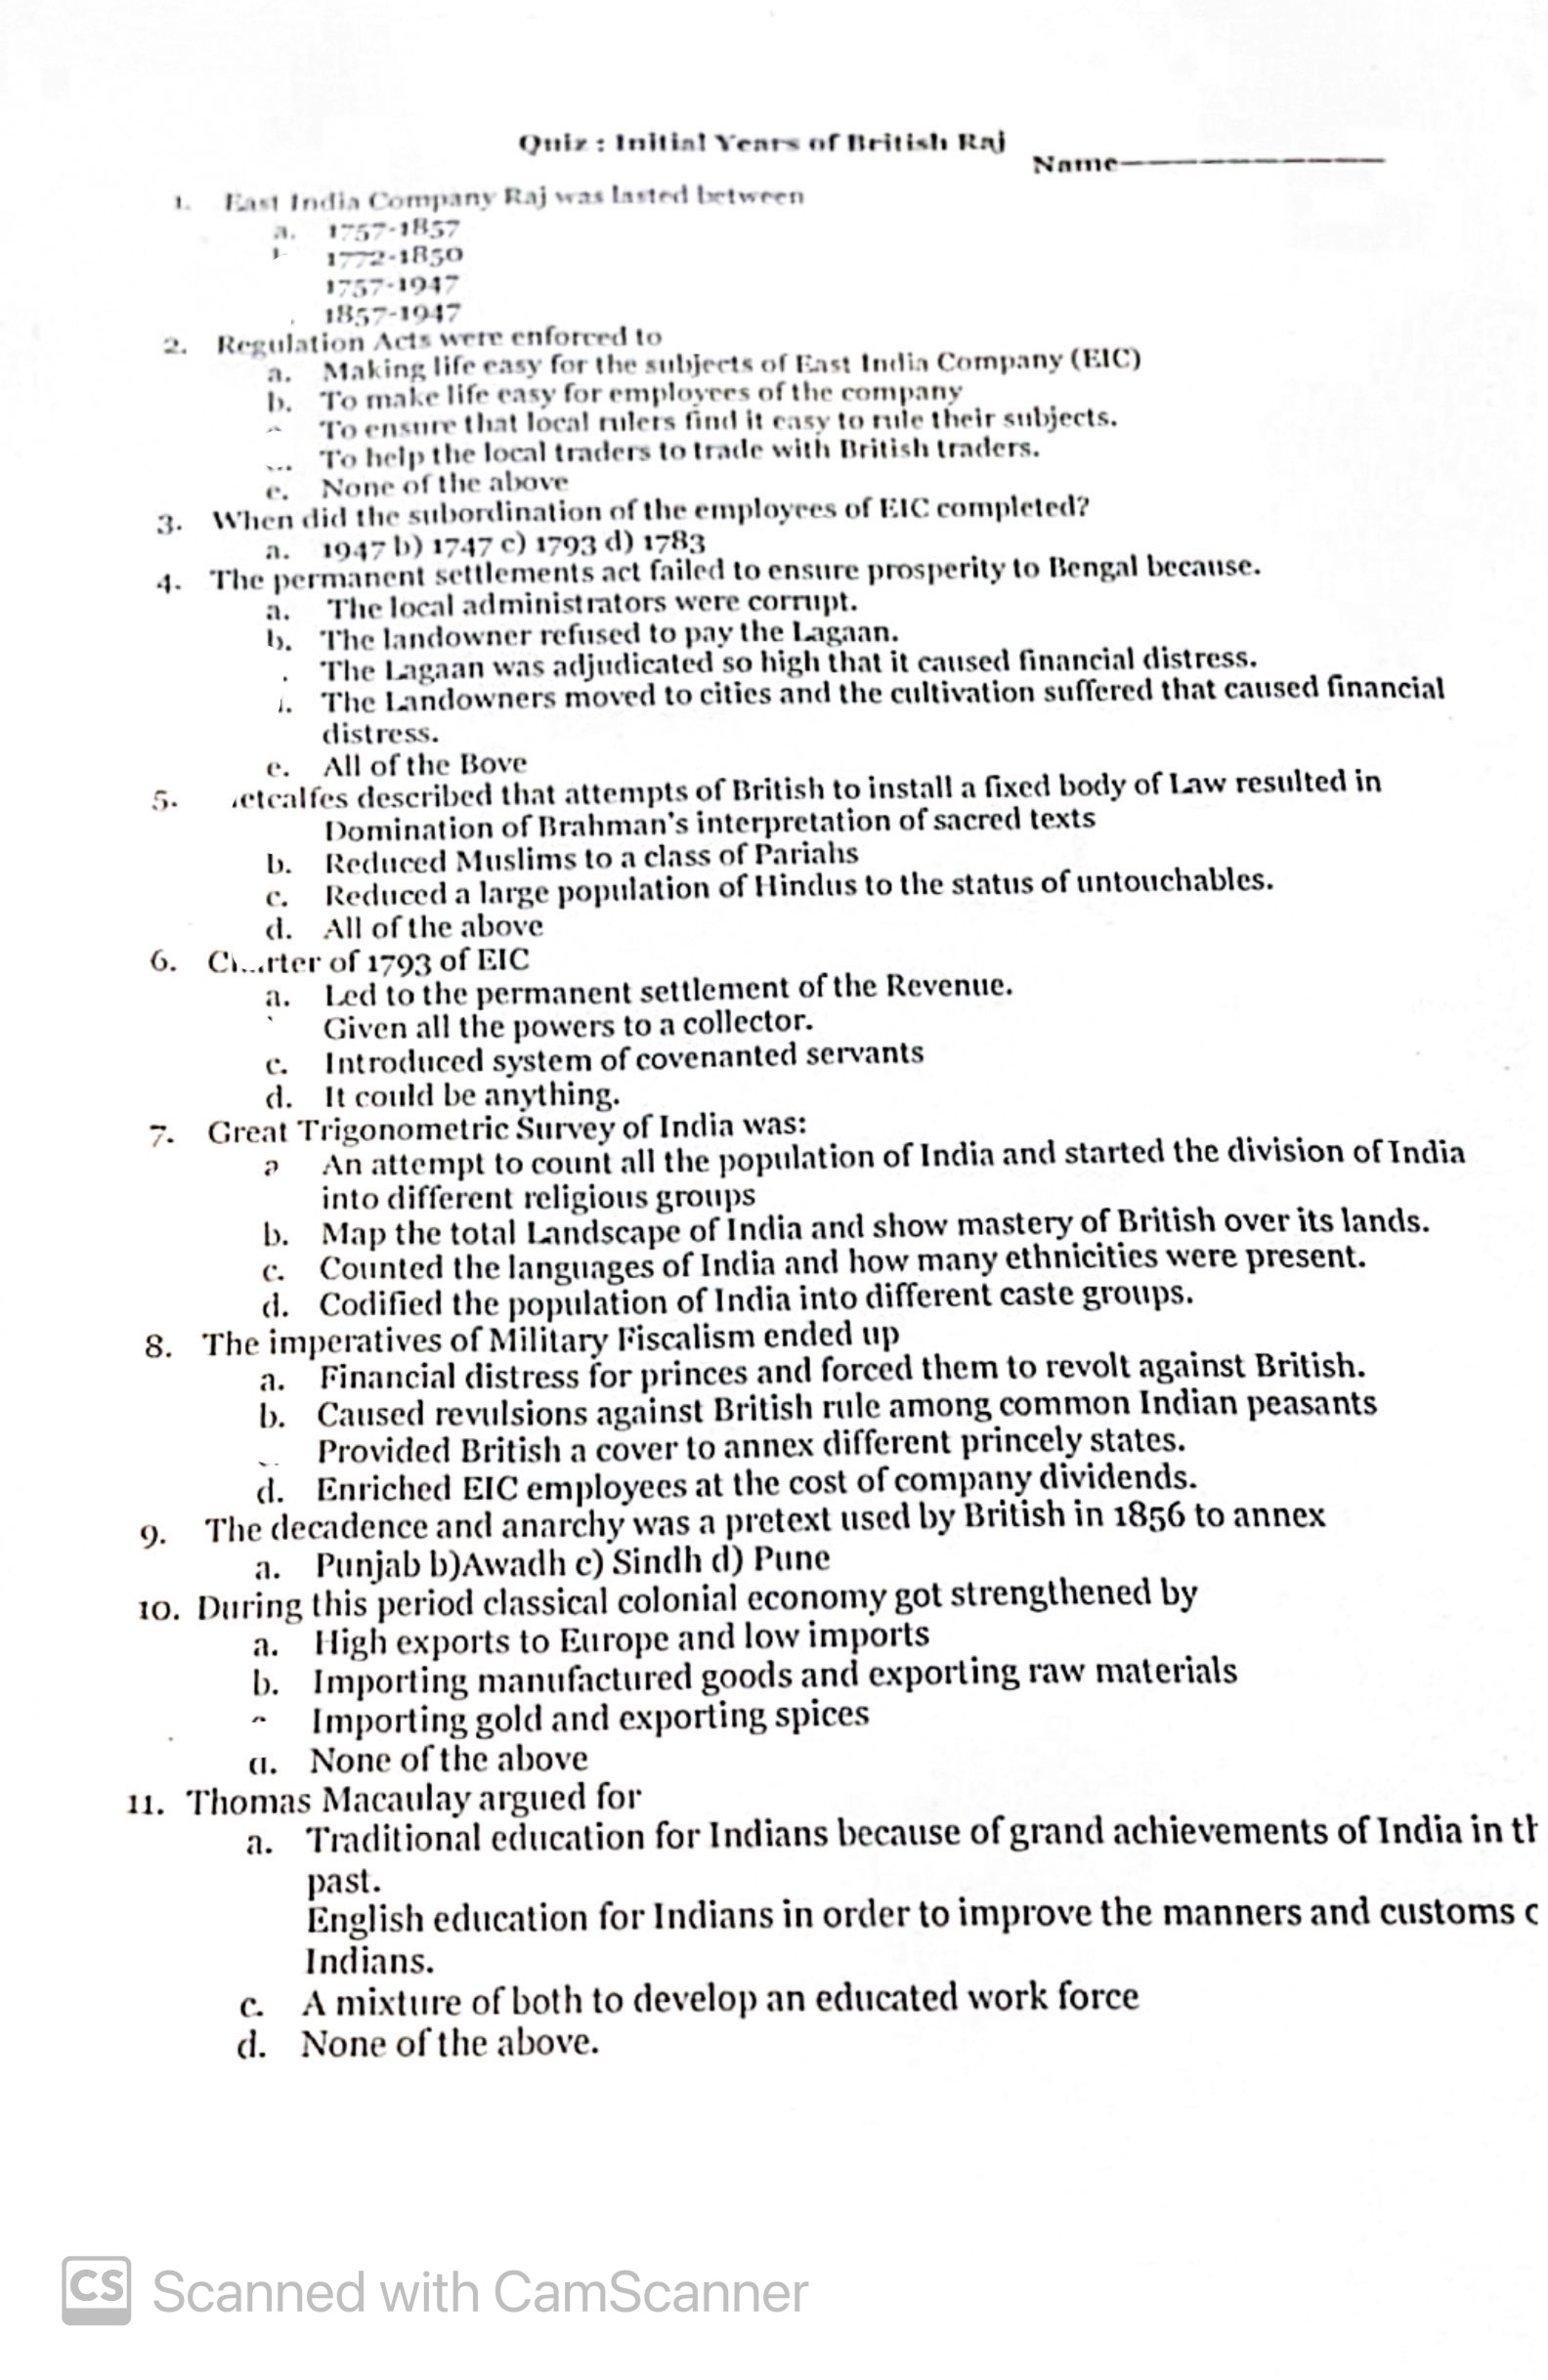 Quiz : Initial Years of British Raj
Name
1. East India Company Raj was lasted between
a. 1757-1857
1772-1850
1757-1947
1857-1947
2. Regulation Acts were enforced to
a. Making life easy for the subjects of East India Company (EIC)
b. To make life easy for employees of the company
To ensure that local rulers find it easy to rule their subjects.
To help the local traders to trade with British traders.
e. None of the above
3. When did the subordination of the employees of EIC completed?
a. 1947 b) 1747 c) 1793 d) 1783
4. The permanent settlements act failed to ensure prosperity to Bengal because.
a. The local administrators were corrupt.
b. The landowner refused to pay the Lagaan.
The Lagaan was adjudicated so high that it caused financial distress.
The Landowners moved to cities and the cultivation suffered that caused financial
distress.
e. All of the Bove
5. etcalfes described that attempts of British to install a fixed body of Law resulted in
Domination of Brahman's interpretation of sacred texts
b. Reduced Muslims to a class of Pariahs
c. Reduced a large population of Hindus to the status of untouchables.
d. All of the above
6. rter of 1793 of EIC
a. Led to the permanent settlement of the Revenue.
Given all the powers to a collector.
c. Introduced system of covenanted servants
d. It could be anything.
7. Great Trigonometric Survey of India was:
a An attempt to count all the population of India and started the division of India
into different religious groups
b. Map the total Landscape of India and show mastery of British over its lands.
c. Counted the languages of India and how many ethnicities were present.
d. Codified the population of India into different caste groups.
8. The imperatives of Military Fiscalism ended up
a. Financial distress for princes and forced them to revolt against British.
b. Caused revulsions against British rule among common Indian peasants
Provided British a cover to annex different princely states.
d. Enriched EIC employees at the cost of company dividends.
9. The decadence and anarchy was a pretext used by British in 1856 to annex
a. Punjab b)Awadh c) Sindh d) Pune
10. During this period classical colonial economy got strengthened by
a. High exports to Europe and low imports
b. Importing manufactured goods and exporting raw materials
Importing gold and exporting spices
d. None of the above
11. Thomas Macaulay argued for
a. Traditional education for Indians because of grand achievements of India in th
past.
English education for Indians in order to improve the manners and customs
Indians.
c. A mixture of both to develop an educated work force
d. None of the above.
CS Scanned with CamScanner